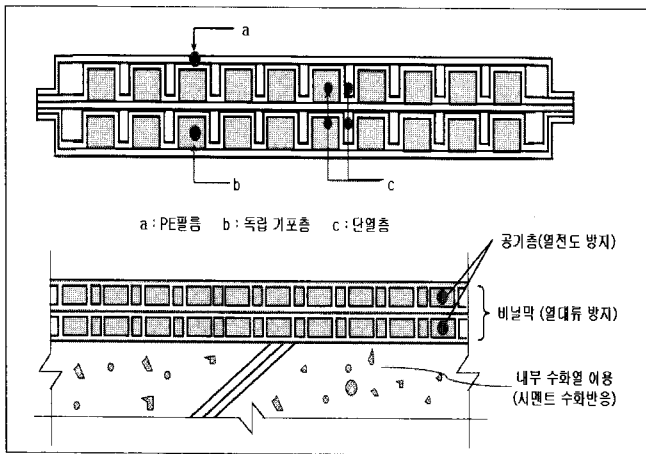 a
b
c
a : PE필름 b : 독립 기포층 c : 단열층
공기층(열전도 방지)
비닐막 (열대류 방지)
내부 수화열 이용
(시멘트 수화반응)